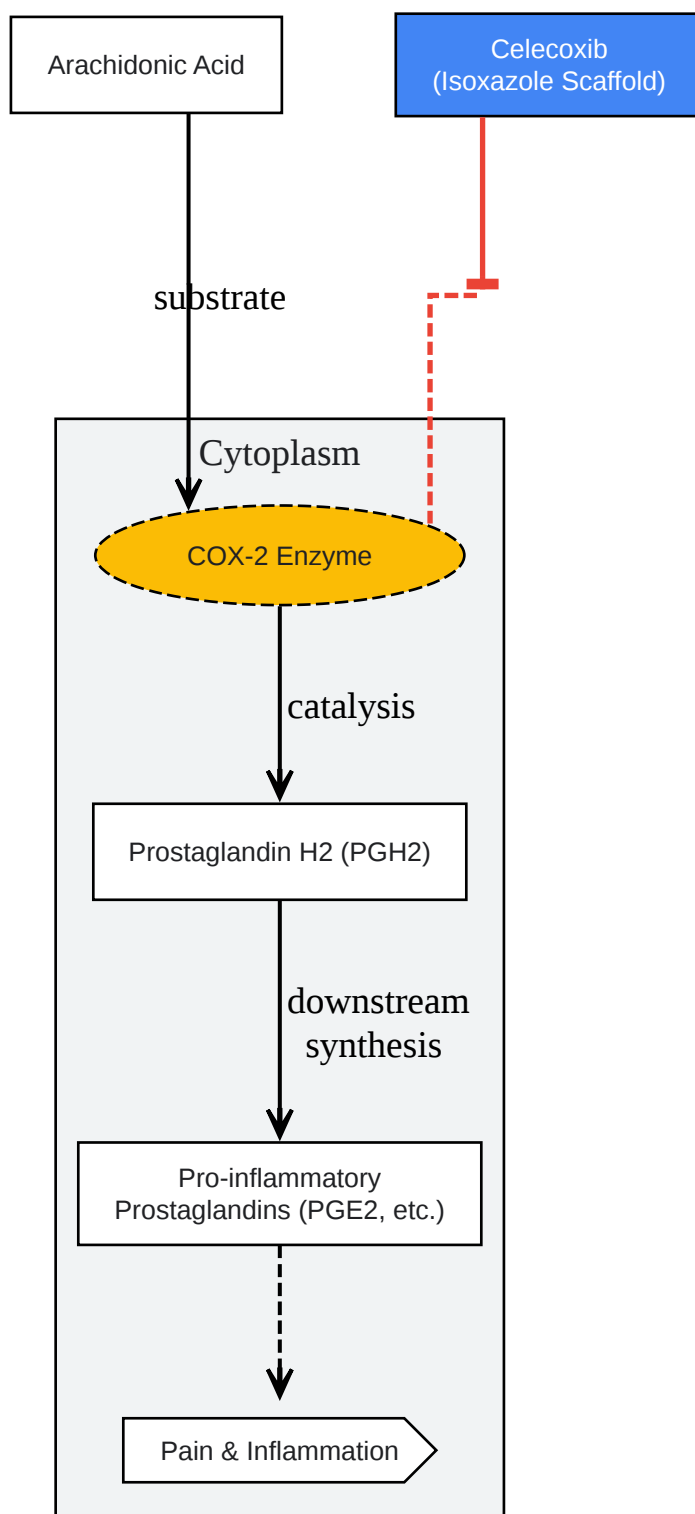 Arachidonic Acid
Celecoxib
(Isoxazole Scaffold)
substrate
Cytoplasm
COX-2 Enzyme
catalysis
Prostaglandin H2 (PGH2)
downstream
synthesis
Pro-inflammatory
Prostaglandins (PGE2, etc.)
Pain & Inflammation